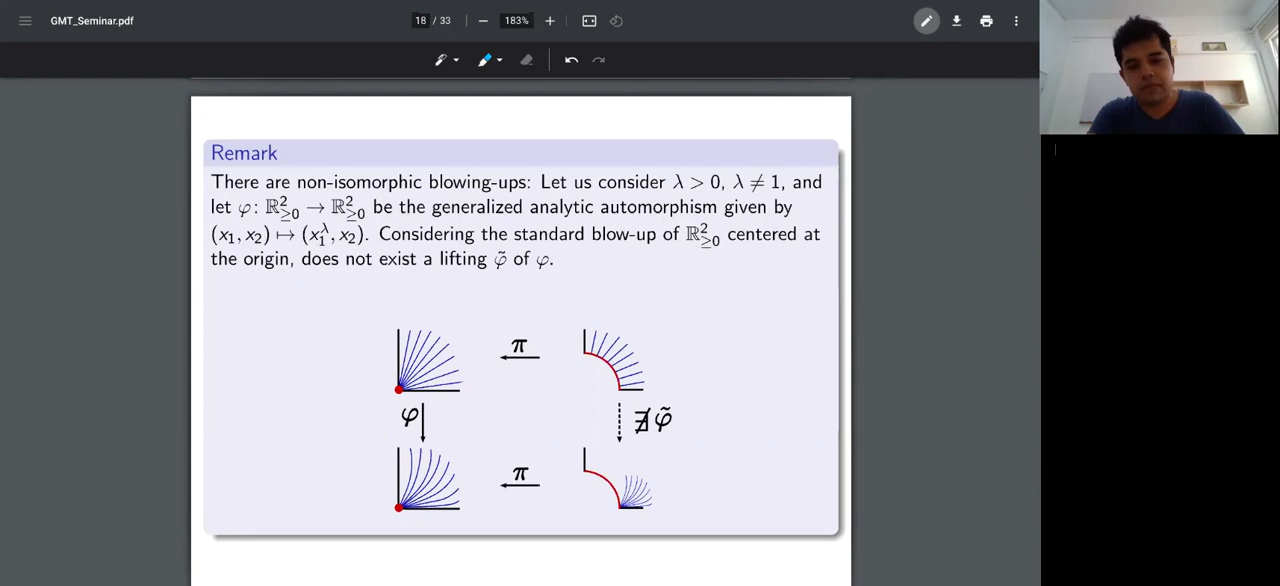 GMT_Seminar.pdf
18 / 33
183%
Remark
There are non-isomorphic blowing-ups: Let us consider λ > 0, λ ≠ 1, and
let φ: ℝ²≥0 → ℝ²≥0 be the generalized analytic automorphism given by
(x₁, x₂) ↦ (x₁^λ, x₂). Considering the standard blow-up of ℝ²≥0 centered at
the origin, does not exist a lifting φ̃ of φ.
π
φ
∄ φ̃
π